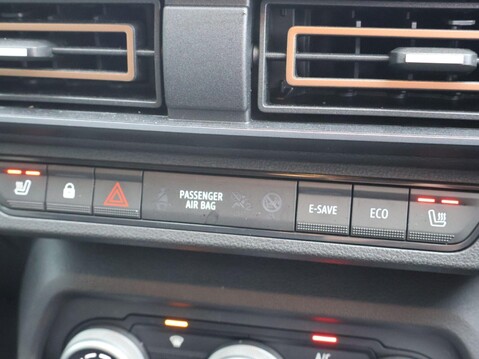 PASSENGER
AIR BAG
E-SAVE
ECO
A/C